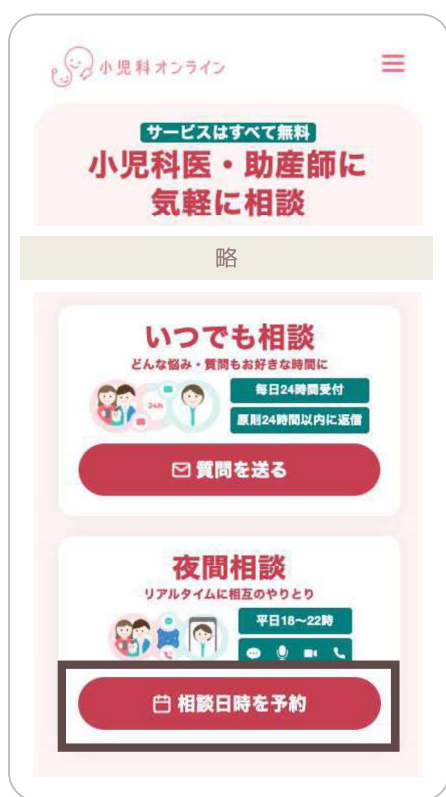 小児科オンライン
サービスはすべて無料
小児科医・助産師に
気軽に相談
略
いつでも相談
どんな悩み・質問もお好きな時間に
24h
毎日24時間受付
原則24時間以内に返信
質問を送る
夜間相談
リアルタイムに相互のやりとり
平日18〜22時
相談日時を予約